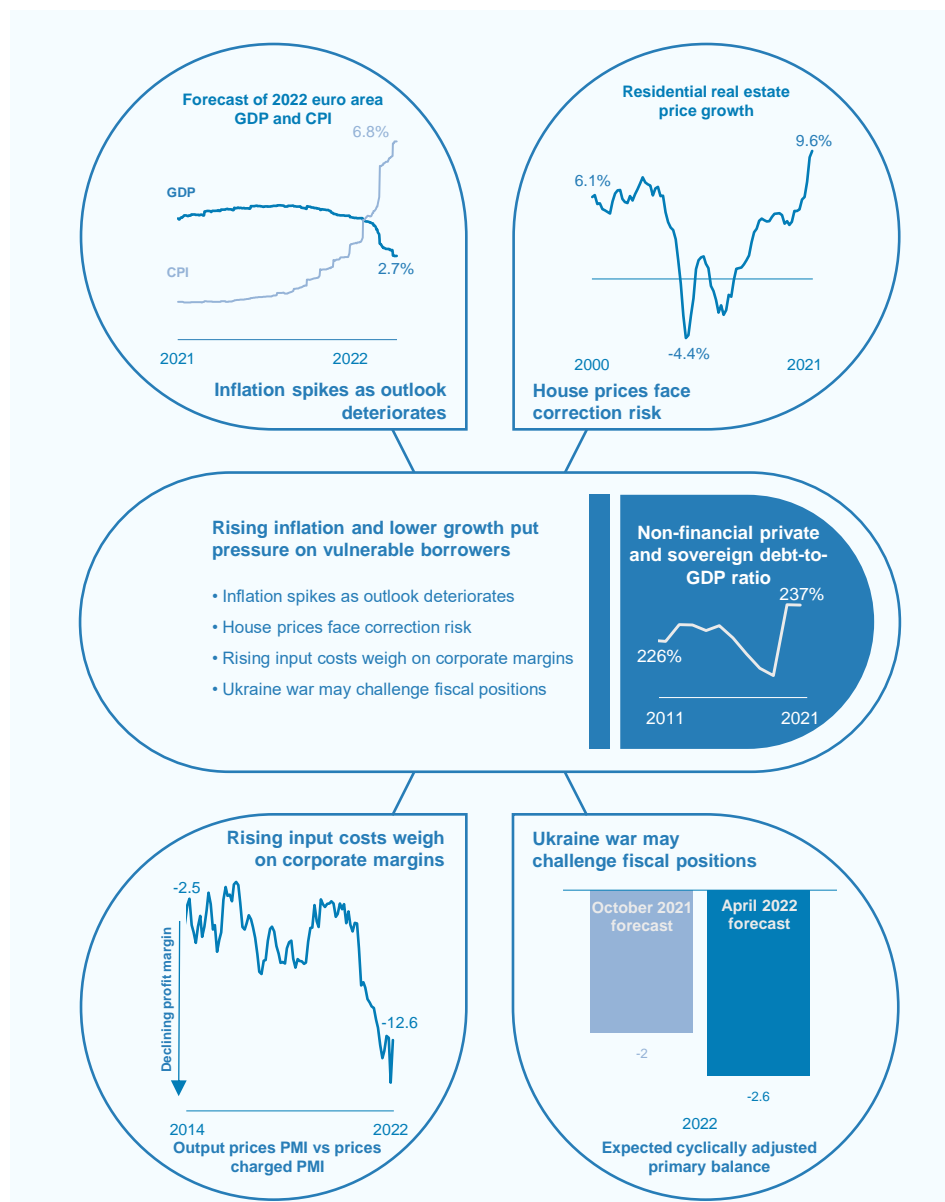 Forecast of 2022 euro area
GDP and CPI
6.8%
GDP
CPI
2.7%
2021
2022
Inflation spikes as outlook
deteriorates
Residential real estate
price growth
9.6%
6.1%
-4.4%
2000
2021
House prices face
correction risk
Rising inflation and lower growth put
pressure on vulnerable borrowers
• Inflation spikes as outlook deteriorates
• House prices face correction risk
• Rising input costs weigh on corporate margins
• Ukraine war may challenge fiscal positions
Non-financial private
and sovereign debt-to-
GDP ratio
237%
226%
2011
2021
Rising input costs weigh
on corporate margins
-2.5
Declining profit margin
-12.6
2014
2022
Output prices PMI vs prices
charged PMI
Ukraine war may
challenge fiscal positions
October 2021
forecast
April 2022
forecast
-2
-2.6
2022
Expected cyclically adjusted
primary balance